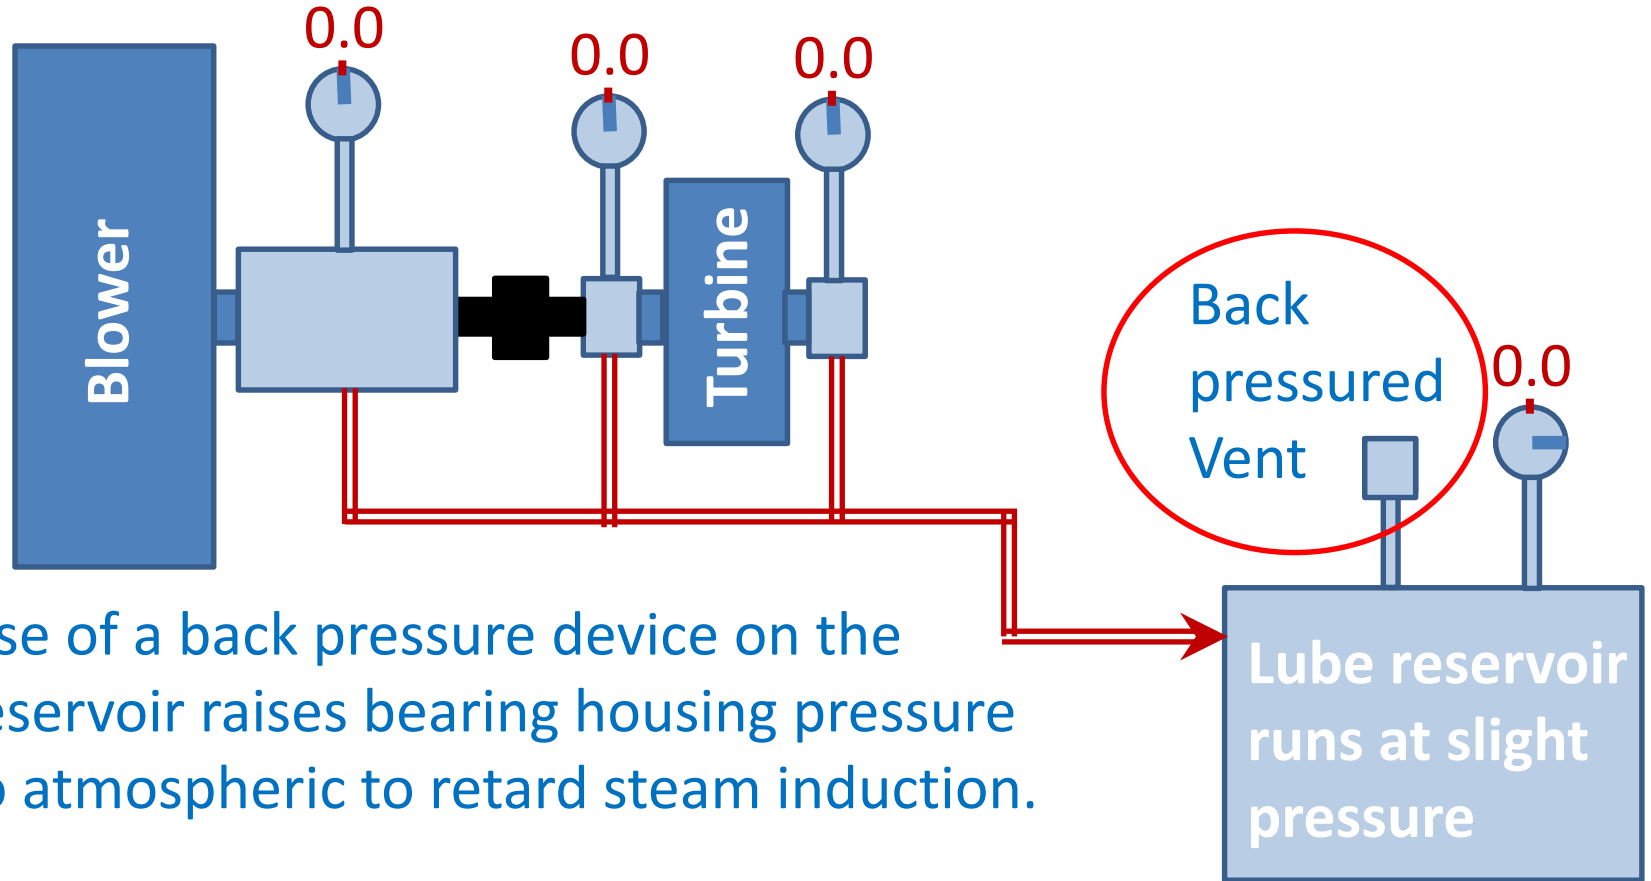 0.0
0.0
0.0
Blower
Turbine
Back
pressured
Vent
0.0
se of a back pressure device on the
eservoir raises bearing housing pressure
o atmospheric to retard steam induction.
Lube reservoir
runs at slight
pressure